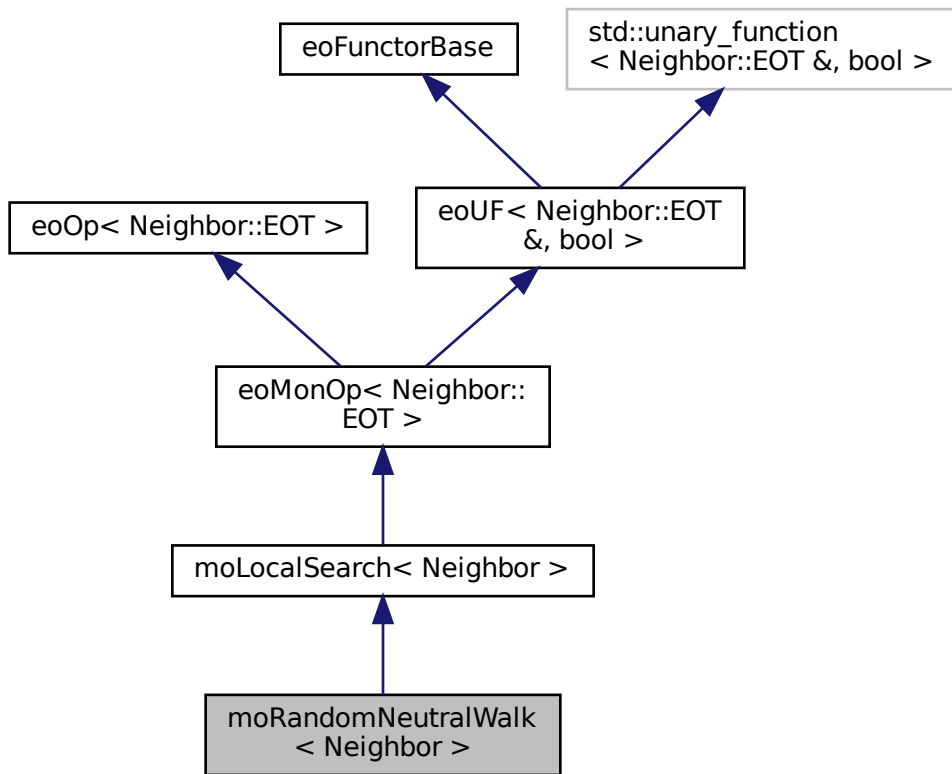 eoFunctorBase
std::unary_function
< Neighbor::EOT &, bool >
eoOp< Neighbor::EOT >
eoUF< Neighbor::EOT
&, bool >
eoMonOp< Neighbor::
EOT >
moLocalSearch< Neighbor >
moRandomNeutralWalk
< Neighbor >